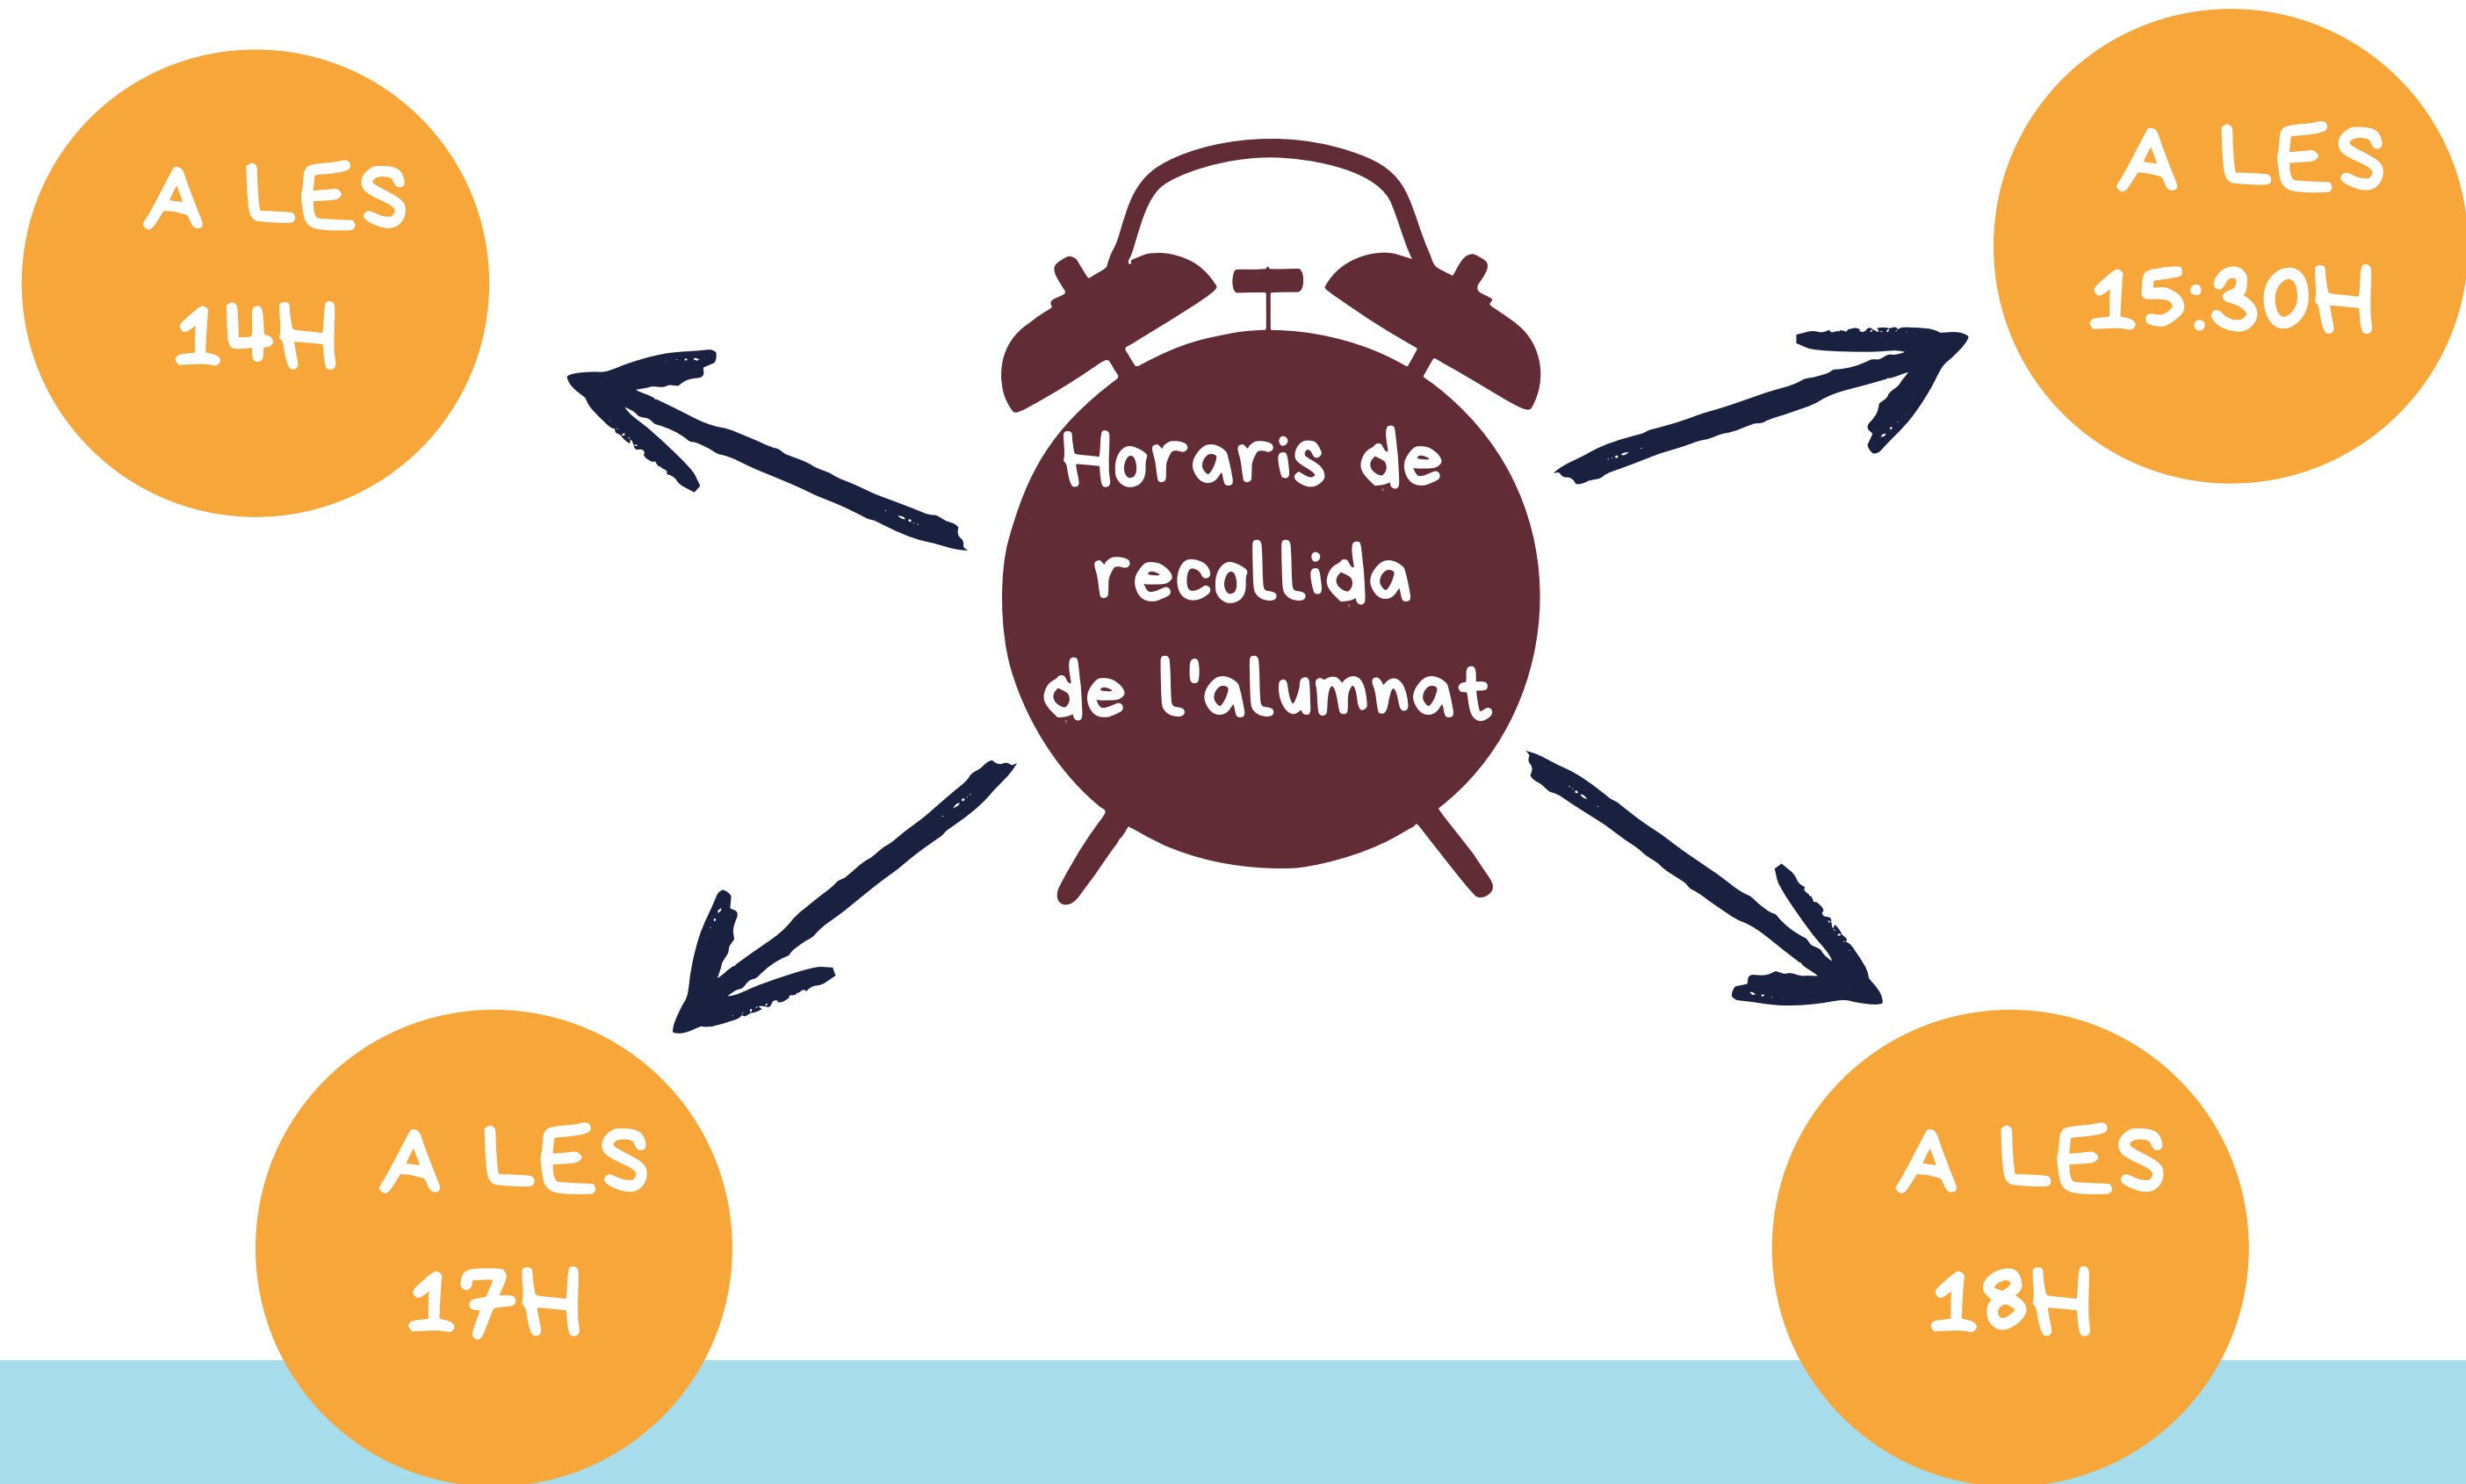 A LES
14H
A LES
15:30H
Horaris de
recollida
de l'alumnat
A LES
17H
A LES
18H